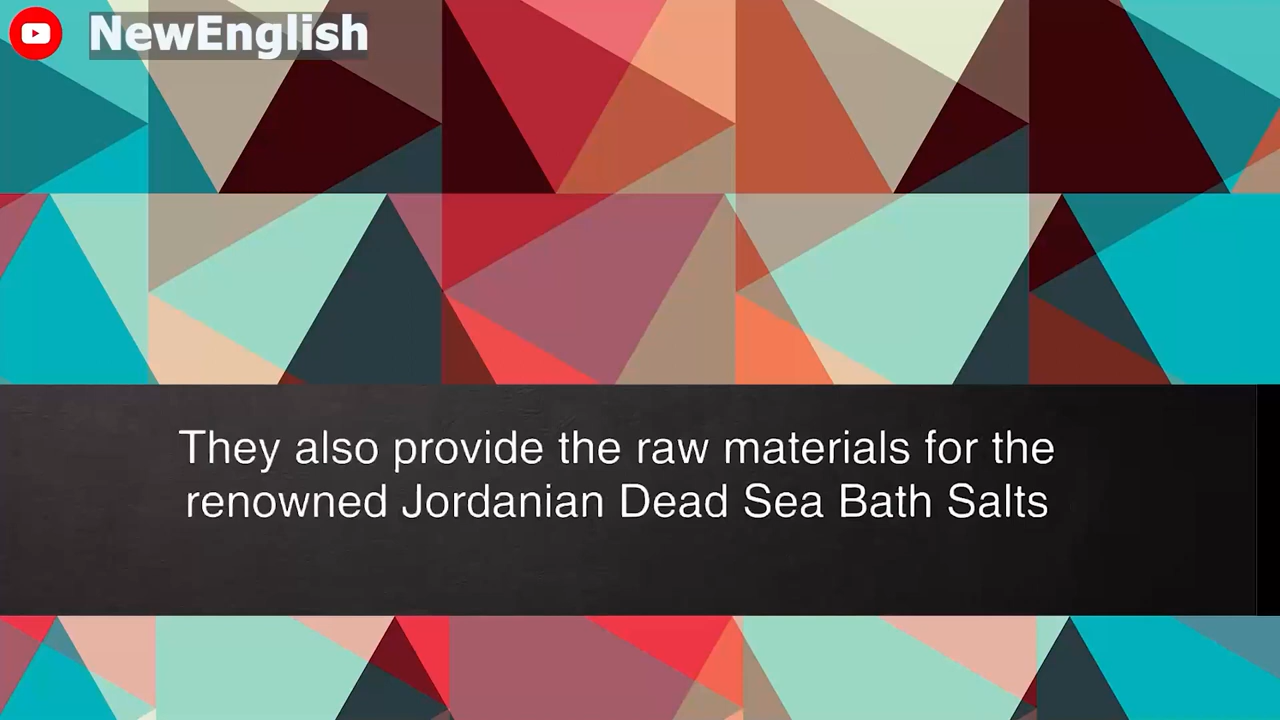 NewEnglish
They also provide the raw materials for the
renowned Jordanian Dead Sea Bath Salts